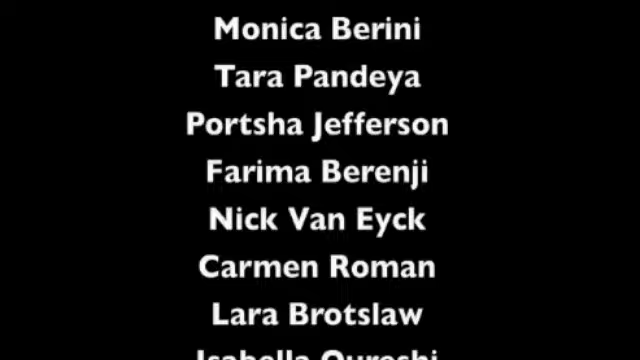 Monica Berini
Tara Pandeya
Portsha Jefferson
Farima Berenji
Nick Van Eyck
Carmen Roman
Lara Brotslaw
Isabella Qureshi